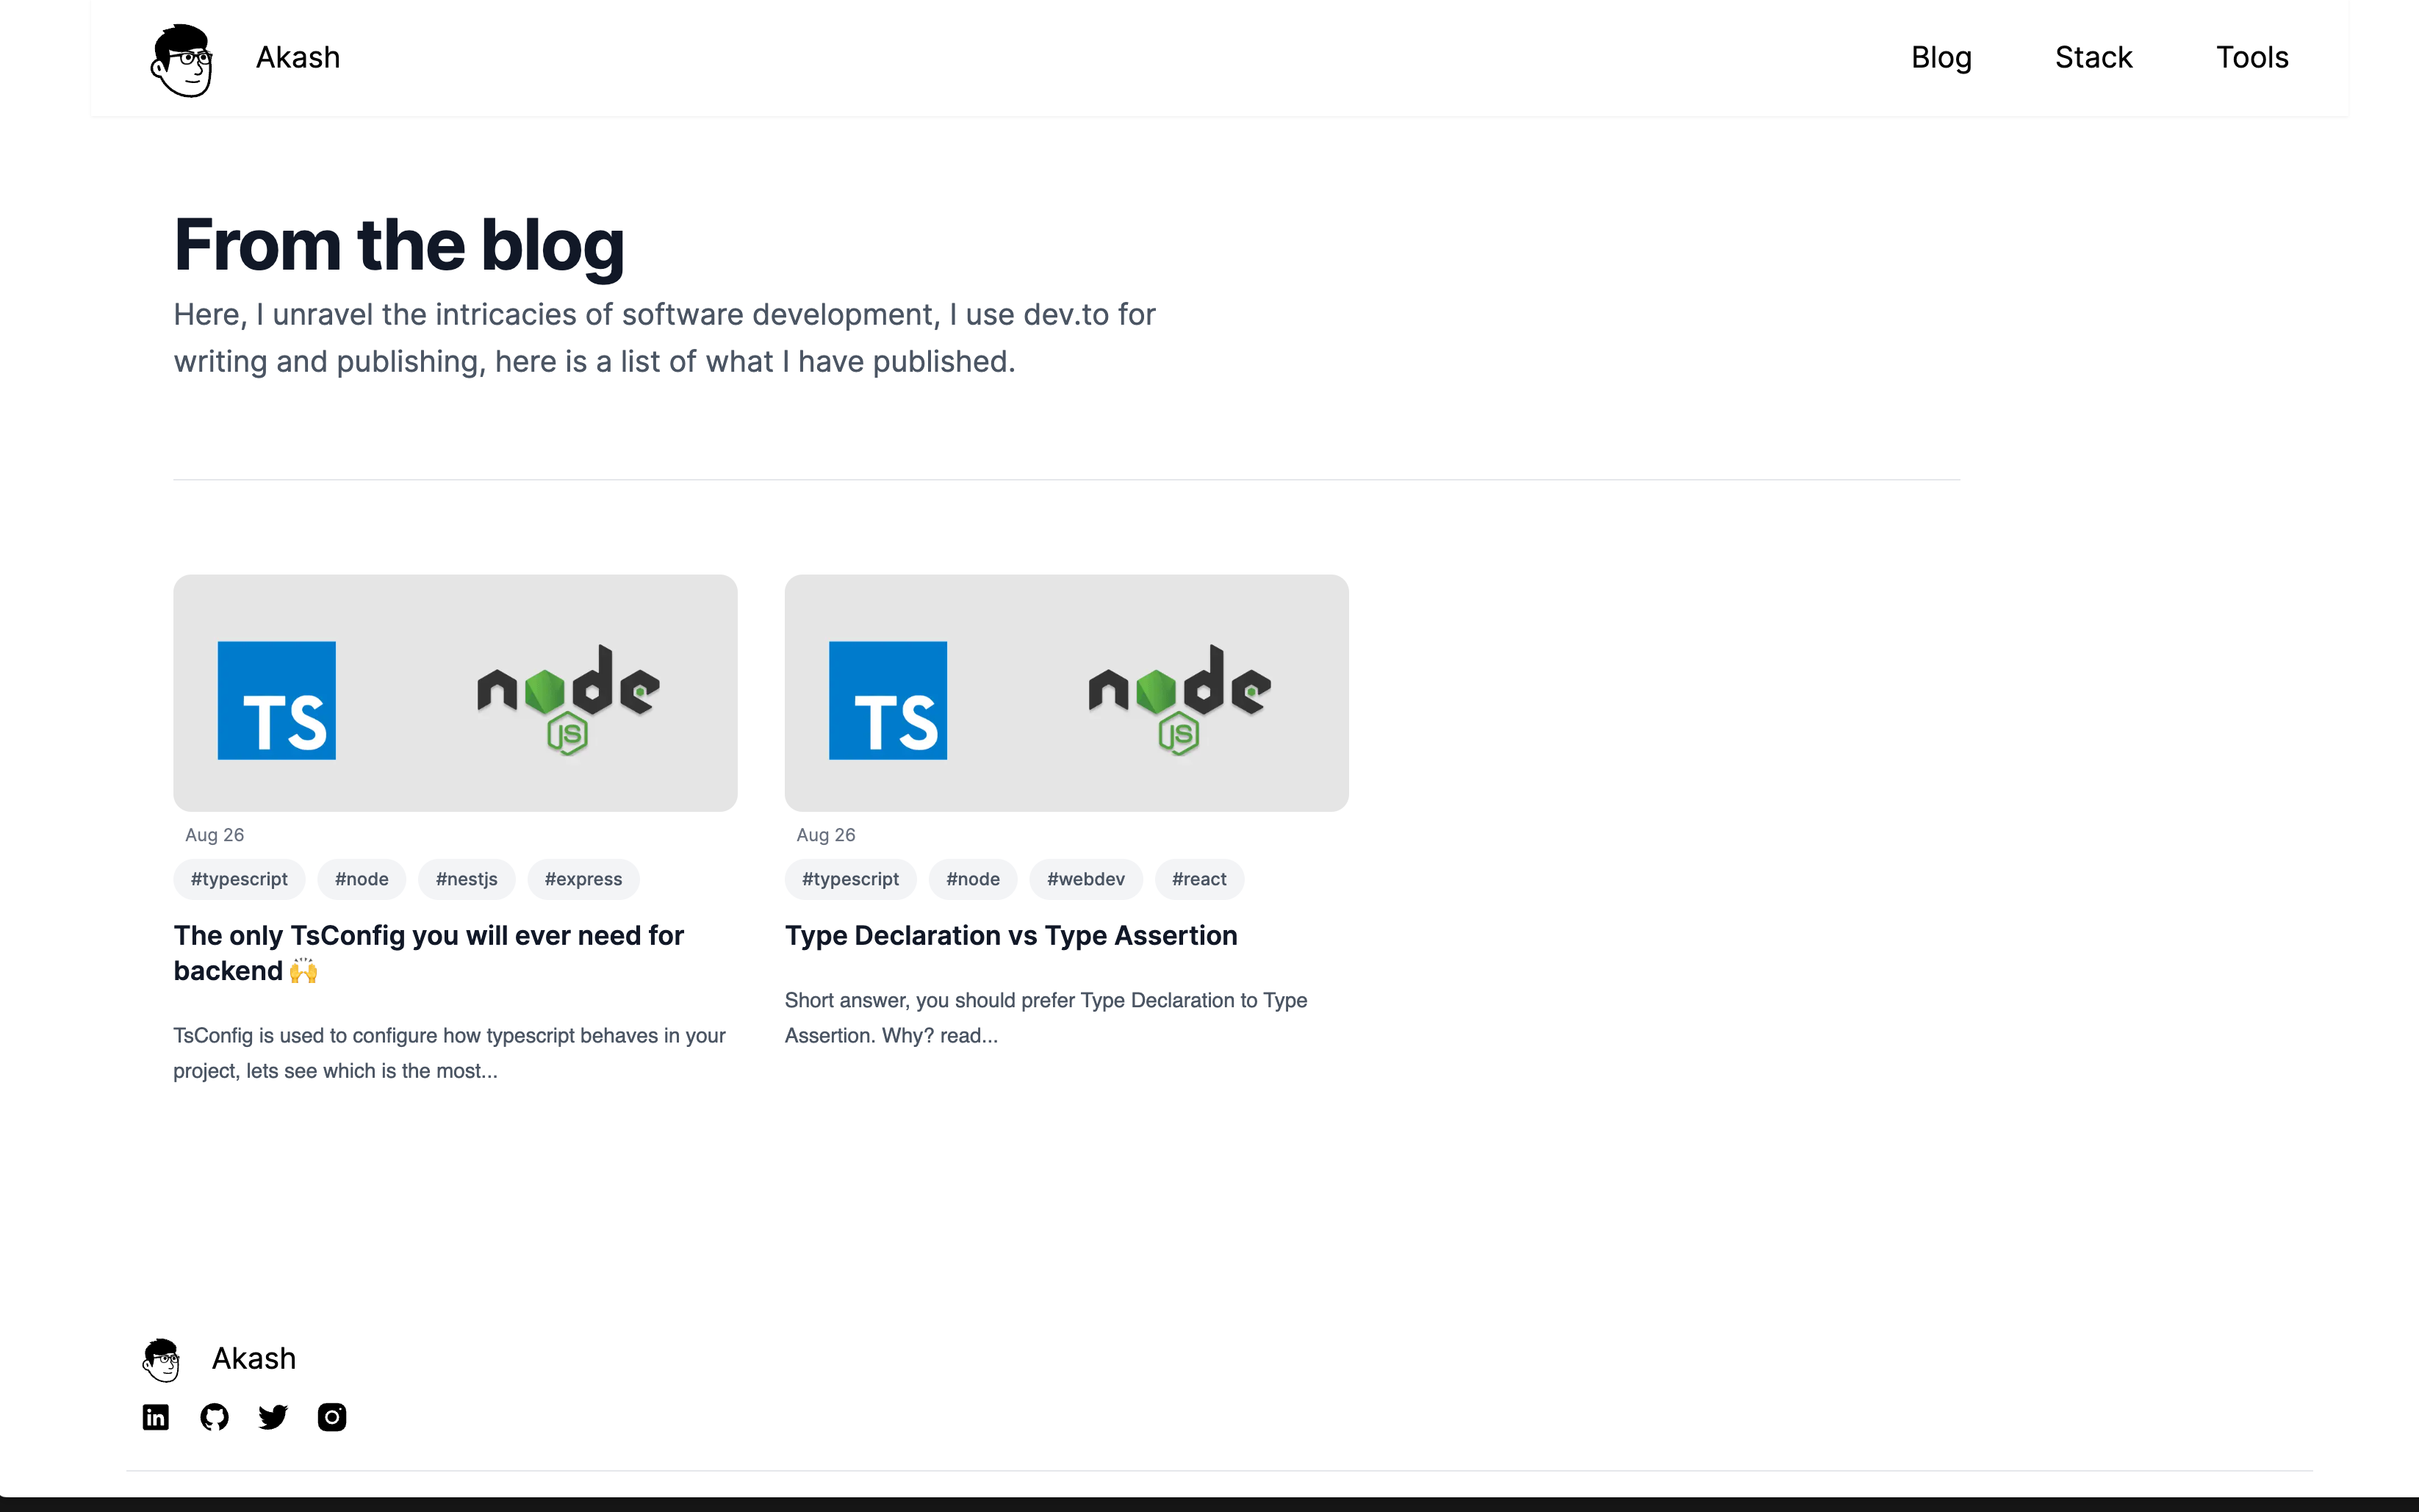 Akash
Blog
Stack
Tools
From the blog
Here, I unravel the intricacies of software development, I use dev.to for
writing and publishing, here is a list of what I have published.
TS
node
JS
Aug 26
#typescript #node #nestjs #express
The only TsConfig you will ever need for
backend 🙌
TsConfig is used to configure how typescript behaves in your
project, lets see which is the most...
TS
node
JS
Aug 26
#typescript #node #webdev #react
Type Declaration vs Type Assertion
Short answer, you should prefer Type Declaration to Type
Assertion. Why? read...
Akash
in